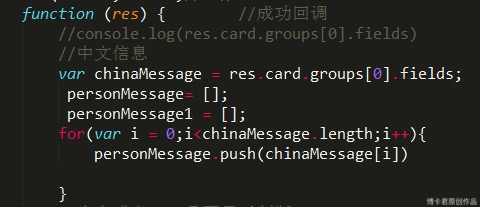 function (res) { //成功回调
//console.log(res.card.groups[0].fields)
//中文信息
var chinaMessage = res.card.groups[0].fields;
personMessage= [];
personMessage1 = [];
for(var i = 0;i<chinaMessage.length;i++){
personMessage.push(chinaMessage[i])
}
博卡君原创作品